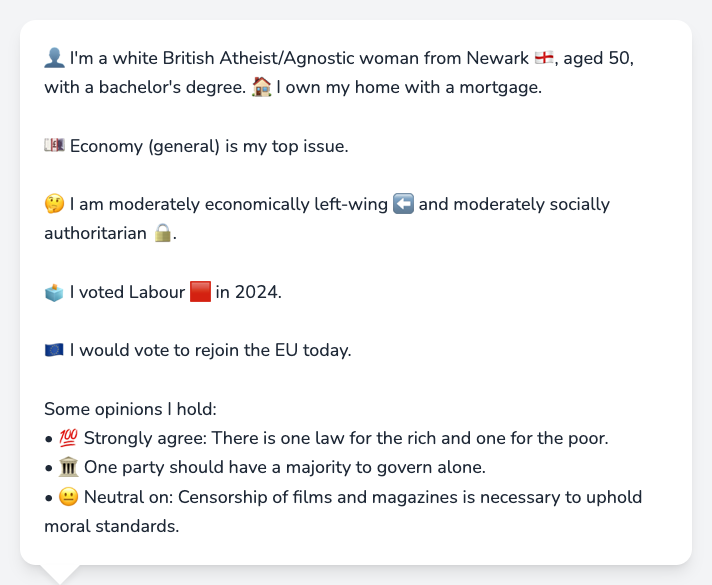 👤 I'm a white British Atheist/Agnostic woman from Newark 🏴󠁧󠁢󠁥󠁮󠁧󠁿, aged 50,
with a bachelor's degree. 🏠 I own my home with a mortgage.
💷 Economy (general) is my top issue.
🤔 I am moderately economically left-wing ⬅️ and moderately socially
authoritarian 🔒.
🗳️ I voted Labour 🟥 in 2024.
🇪🇺 I would vote to rejoin the EU today.
Some opinions I hold:
• 💯 Strongly agree: There is one law for the rich and one for the poor.
• 🏛️ One party should have a majority to govern alone.
• 😐 Neutral on: Censorship of films and magazines is necessary to uphold
moral standards.